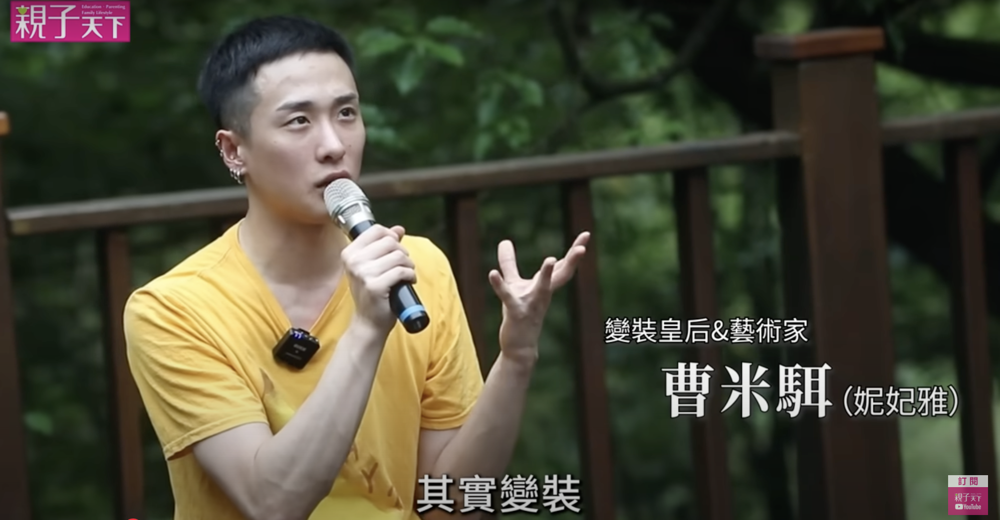 親子天下
Education · Parenting
Family Lifestyle
變裝皇后&藝術家
曹米駬
(妮妃雅)
其實變裝
訂閱
親子天下
YouTube